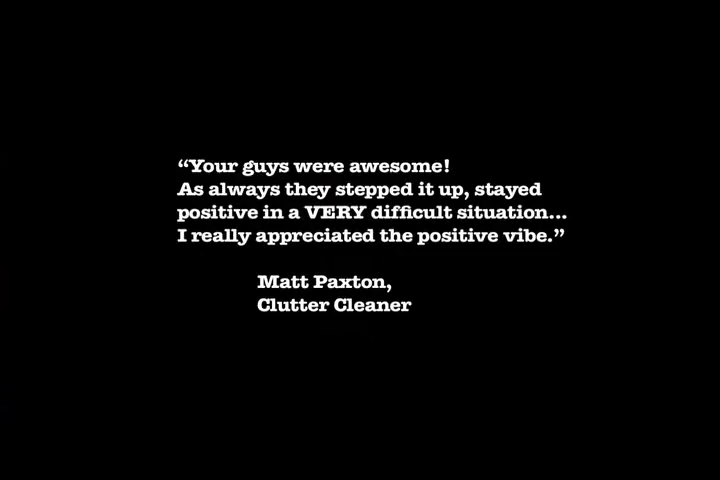 “Your guys were awesome!
As always they stepped it up, stayed
positive in a VERY difficult situation...
I really appreciated the positive vibe.”
Matt Paxton,
Clutter Cleaner